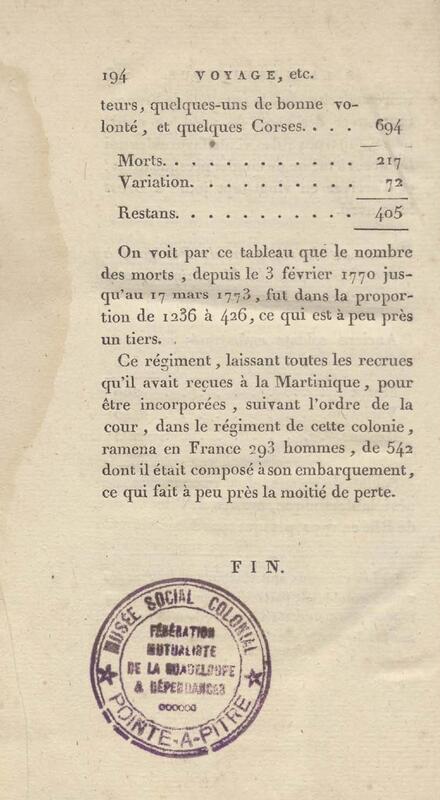 194 VOYAGE, etc.
teurs, quelques-uns de bonne vo-
lonté, et quelques Corses. . . . 694
Morts. . . . . . . . . . . . 217
Variation. . . . . . . . . . . 72
Restans. . . . . . . . . . . 405
On voit par ce tableau que le nombre
des morts, depuis le 3 février 1770 jus-
qu'au 17 mars 1773, fut dans la propor-
tion de 1236 à 426, ce qui est à peu près
un tiers.
Ce régiment, laissant toutes les recrues
qu'il avait reçues à la Martinique, pour
être incorporées, suivant l'ordre de la
cour, dans le régiment de cette colonie,
ramena en France 293 hommes, de 542
dont il était composé à son embarquement,
ce qui fait à peu près la moitié de perte.
FIN.
MUSÉE SOCIAL COLONIAL
FÉDÉRATION
MUTUALISTE
DE LA GUADELOUPE
& DÉPENDANCES
POINTE-A-PITRE